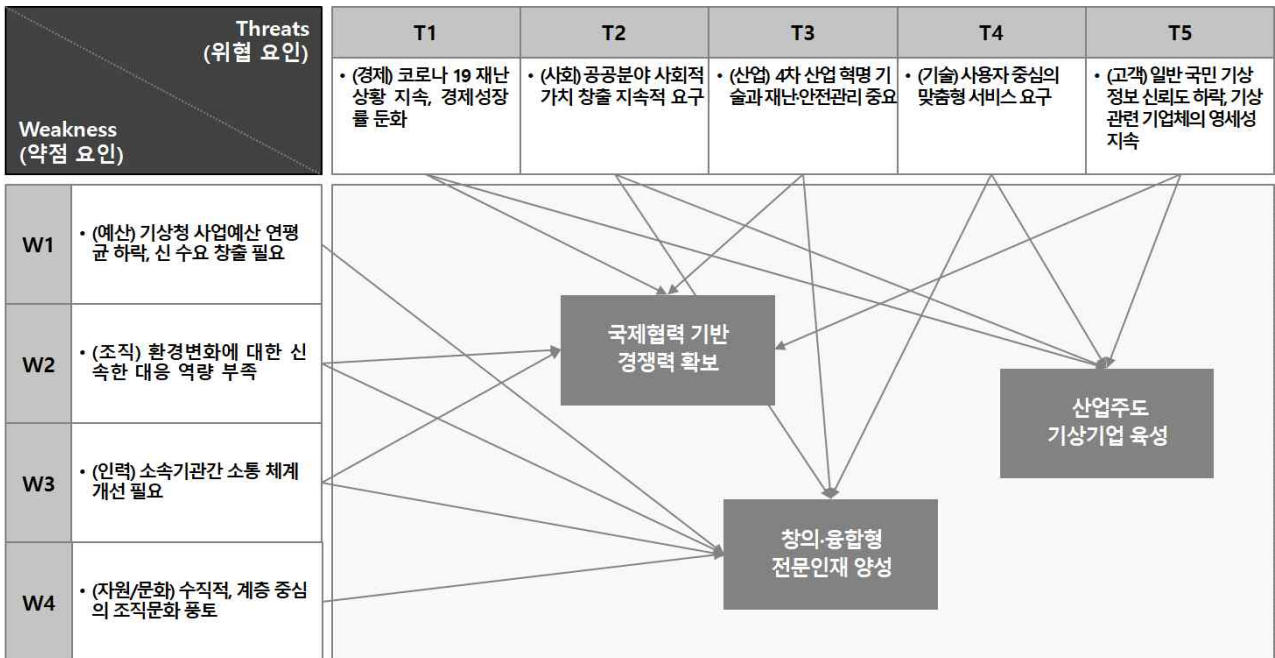 Threats
(위협 요인)
Weakness
(약점 요인)
T1
T2
T3
T4
T5
• (경제) 코로나 19 재난
상황 지속, 경제성장
률 둔화
• (사회) 공공분야 사회적
가치 창출 지속적 요구
• (산업) 4차 산업 혁명 기
술과 재난·안전관리 중요
• (기술) 사용자 중심의
맞춤형 서비스 요구
• (고객) 일반 국민 기상
정보 신뢰도 하락, 기상
관련 기업체의 영세성
지속
W1
• (예산) 기상청 사업예산 연평
균 하락, 신 수요 창출 필요
W2
• (조직) 환경변화에 대한 신
속한 대응 역량 부족
W3
• (인력) 소속기관간 소통 체계
개선 필요
W4
• (자원/문화) 수직적, 계층 중심
의 조직문화 풍토
국제협력 기반
경쟁력 확보
산업주도
기상기업 육성
창의·융합형
전문인재 양성